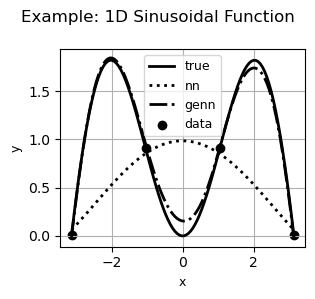 Example: 1D Sinusoidal Function
true
nn
genn
data
y
1.5
1.0
0.5
0.0
−2
0
2
x